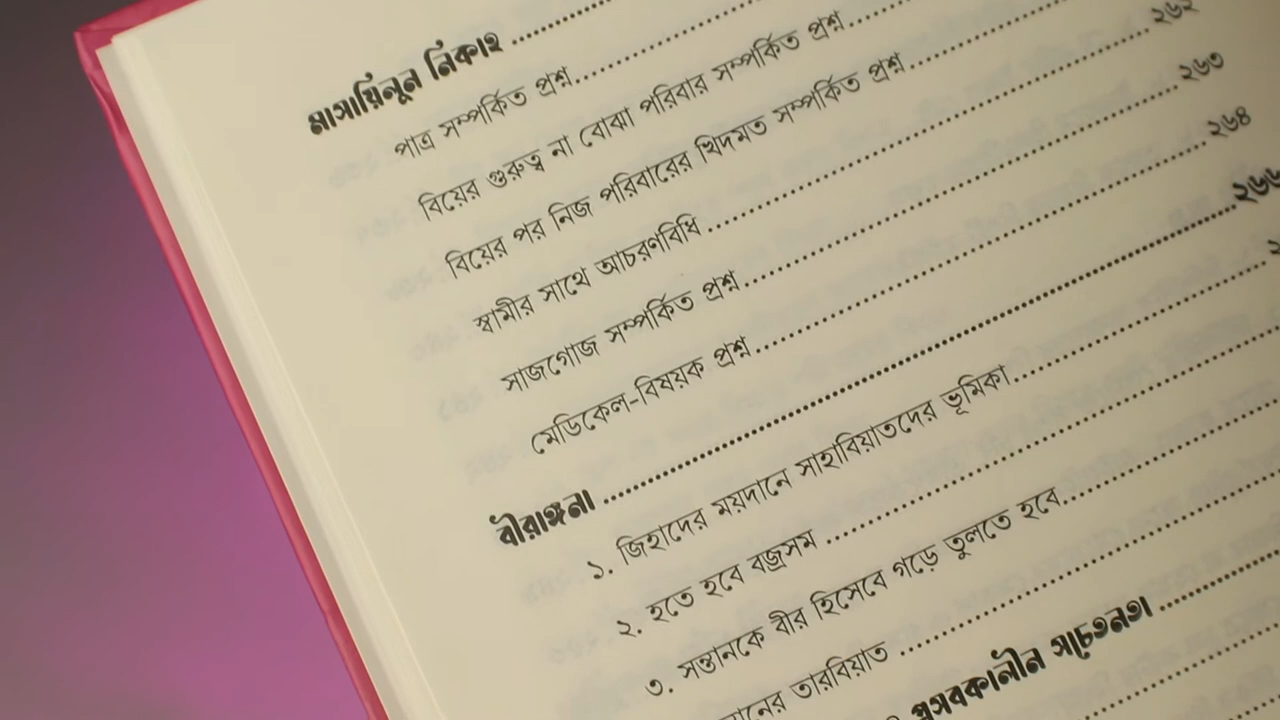 মাসায়িলুন নিকাহ
পাত্র সম্পর্কিত প্রশ্ন
বিয়ের গুরুত্ব না বোঝা পরিবার সম্পর্কিত প্রশ্ন
বিয়ের পর নিজ পরিবারের খিদমত সম্পর্কিত প্রশ্ন
স্বামীর সাথে আচরণবিধি ২৬২
সাজগোজ সম্পর্কিত প্রশ্ন ২৬৩
মেডিকেল-বিষয়ক প্রশ্ন ২৬৪
বীরাঙ্গনা ২৬৬
১. জিহাদের ময়দানে সাহাবিয়াতদের ভূমিকা
২. হতে হবে বজ্রসম
৩. সন্তানকে বীর হিসেবে গড়ে তুলতে হবে
তারবিয়াত
প্রসবকালীন সচেতনতা